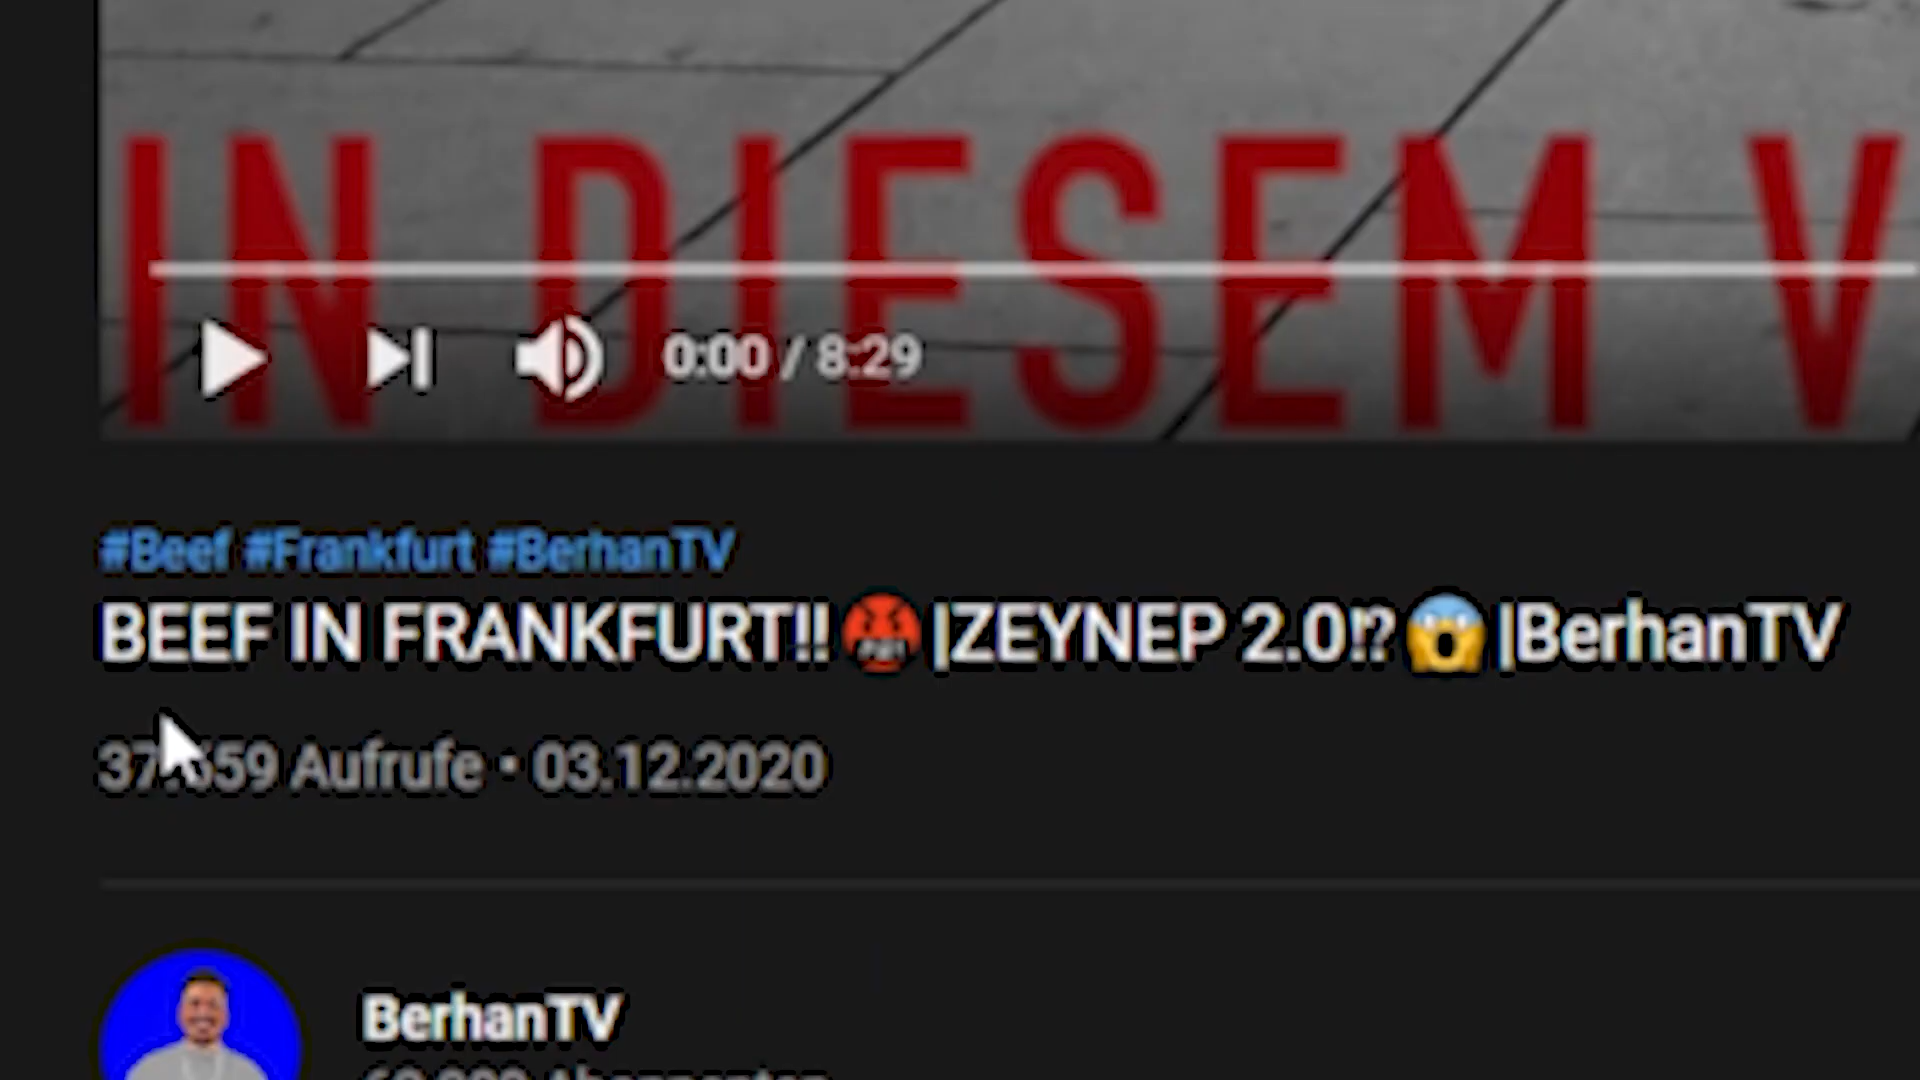 IN DIESEM V
0:00 / 8:29
#Beef #Frankfurt #BerhanTV
BEEF IN FRANKFURT!!🤬|ZEYNEP 2.0⁉😱|BerhanTV
Aufrufe • 03.12.2020
BerhanTV